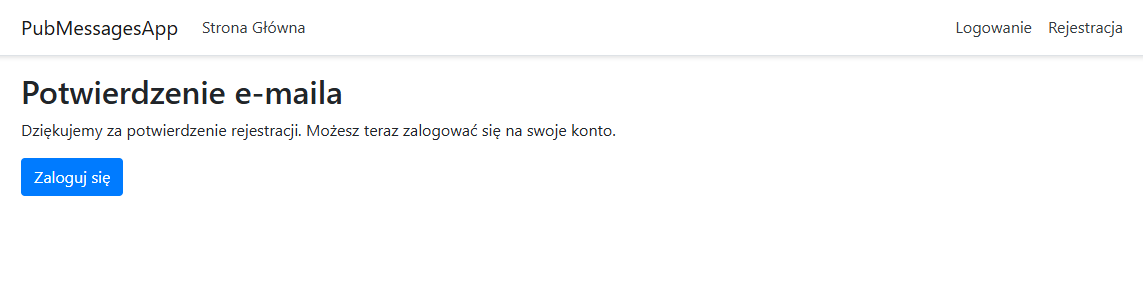 PubMessagesApp Strona Główna Logowanie Rejestracja
Potwierdzenie e-maila
Dziękujemy za potwierdzenie rejestracji. Możesz teraz zalogować się na swoje konto.
Zaloguj się